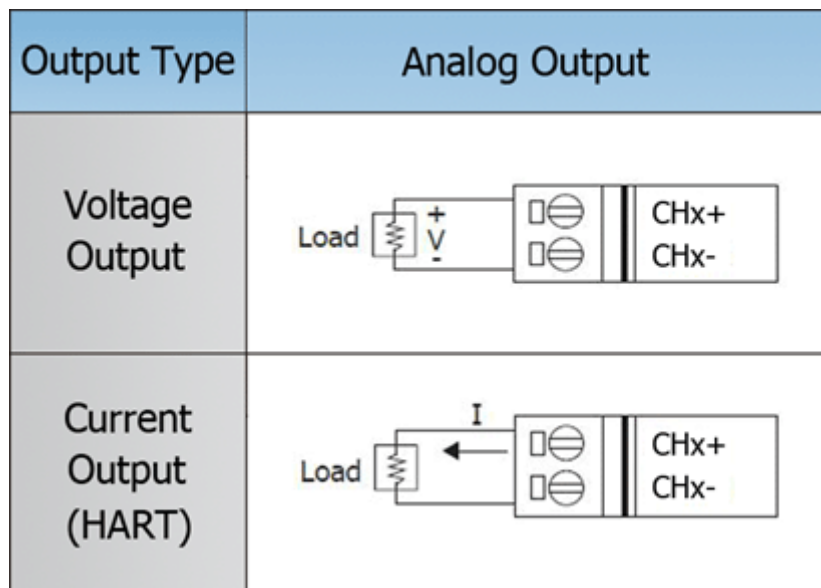 Output Type
Analog Output
Voltage
Output
Load
+
V
-
CHx+
CHx-
Current
Output
(HART)
I
Load
CHx+
CHx-